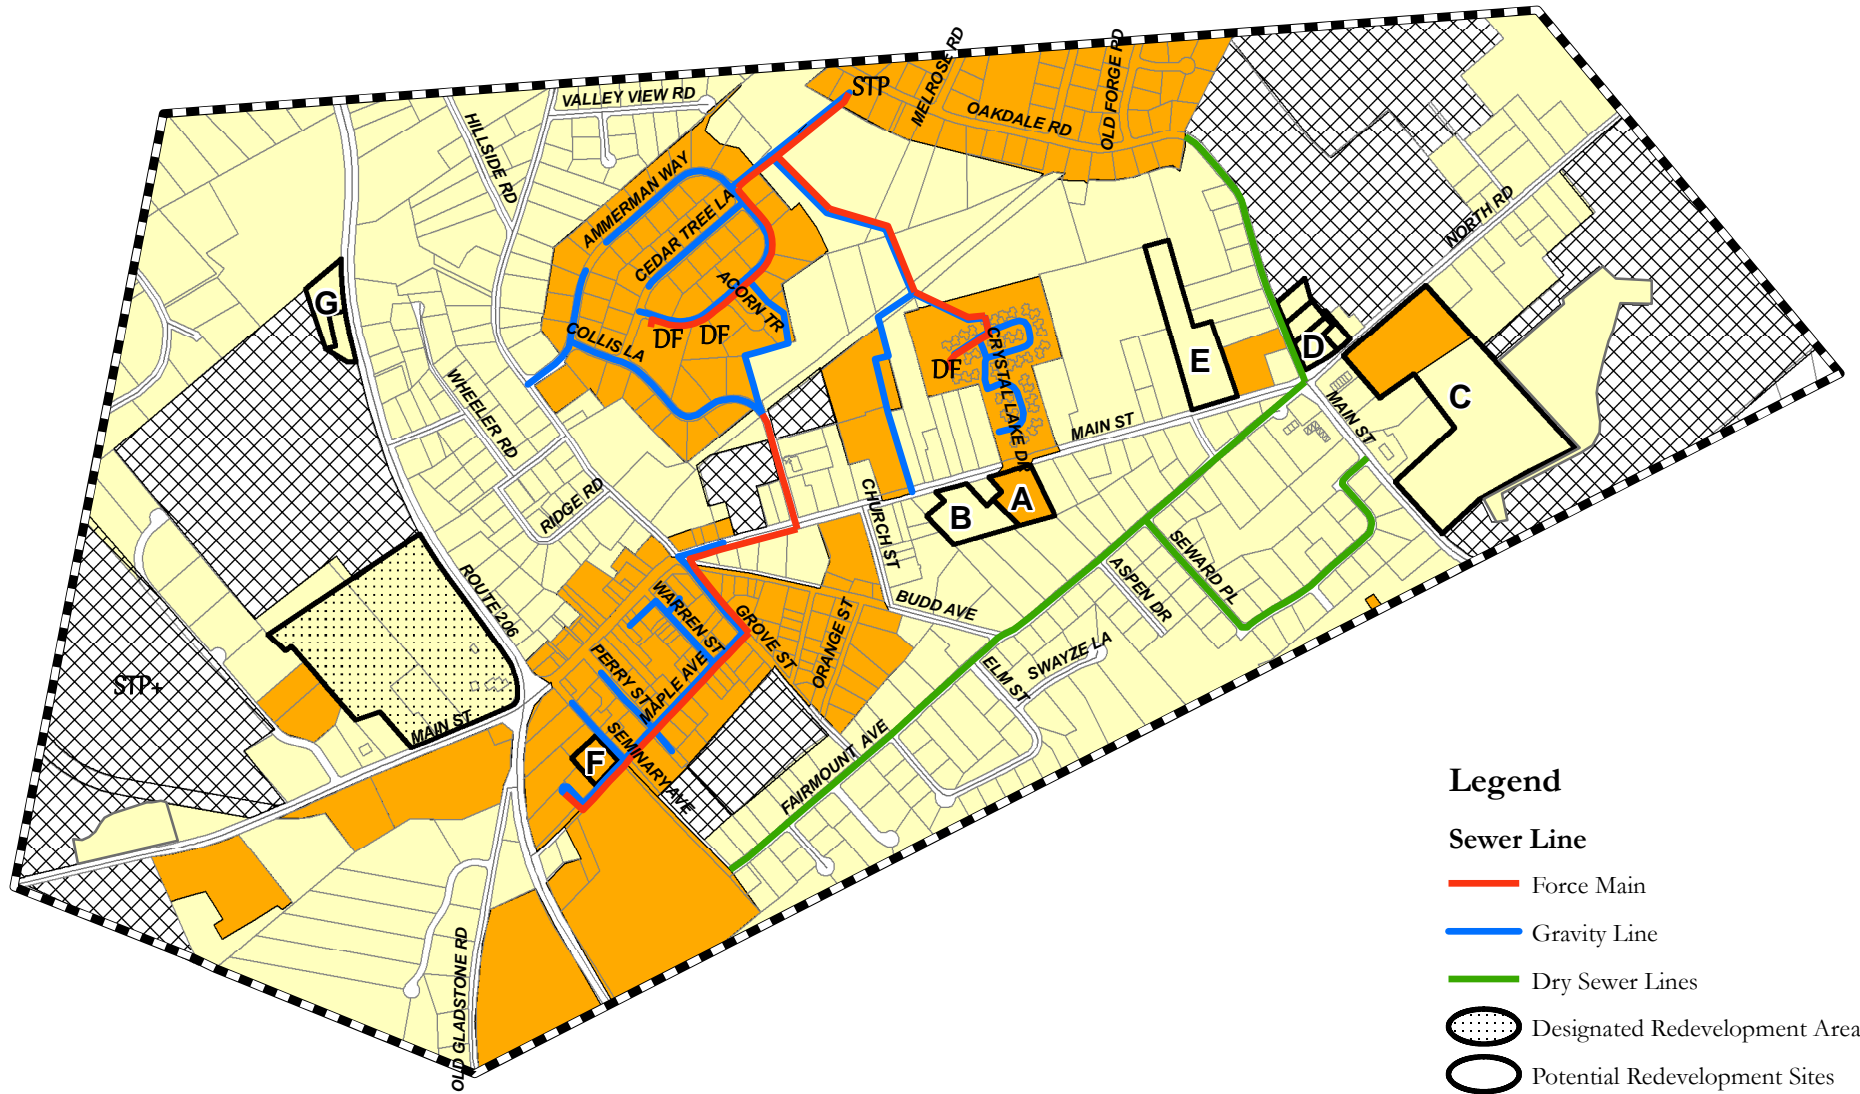 STP
MELROSE RD
OLD FORGE RD
OAKDALE RD
VALLEY VIEW RD
HILLSIDE RD
AMMERMAN WAY
CEDAR TREE LA
ACORN TR
COLLIS LA
DF
DF
DF
CRYSTAL LAKE DR
NORTH RD
G
E
D
C
MAIN ST
MAIN ST
WHEELER RD
RIDGE RD
CHURCH ST
B
A
SEWARD PL
ASPEN DR
BUDD AVE
ROUTE 206
WARREN ST
GROVE ST
ORANGE ST
PERRY ST
MAPLE AVE
ELM ST
SWAYZE LA
STP+
MAIN ST
SEMINARY AVE
F
FAIRMOUNT AVE
OLD GLADSTONE RD
Legend
Sewer Line
Force Main
Gravity Line
Dry Sewer Lines
Designated Redevelopment Area
Potential Redevelopment Sites